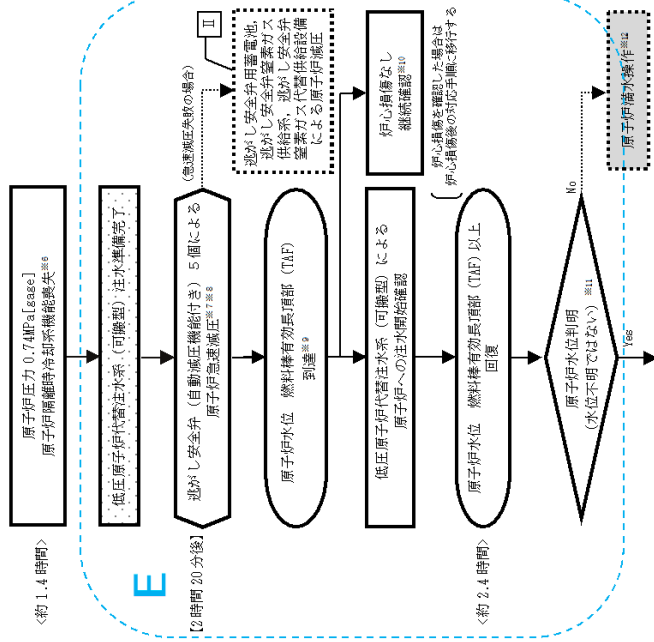 <約 1.4 時間>
原子炉圧力 0.74MPa[gage]
原子炉隔離時冷却系機能喪失※6
E
低圧原子炉代替注水系（可搬型）注水準備完了
【2 時間 20 分後】
逃がし安全弁（自動減圧機能付き）５個による
原子炉急速減圧※7※8
(急速減圧失敗の場合)
Ⅱ
逃がし安全弁用蓄電池,
逃がし安全弁窒素ガス
供給系，逃がし安全弁
窒素ガス代替供給設備
による原子炉減圧
原子炉水位　燃料棒有効長頂部（TAF）
到達※9
低圧原子炉代替注水系（可搬型）による
原子炉への注水開始確認
炉心損傷なし
継続確認※10
炉心損傷を確認した場合は
炉心損傷後の対応手順に移行する
<約 2.4 時間>
原子炉水位　燃料棒有効長頂部（TAF）以上
回復
原子炉水位判明
(水位不明ではない)※11
No
原子炉満水操作※12
Yes